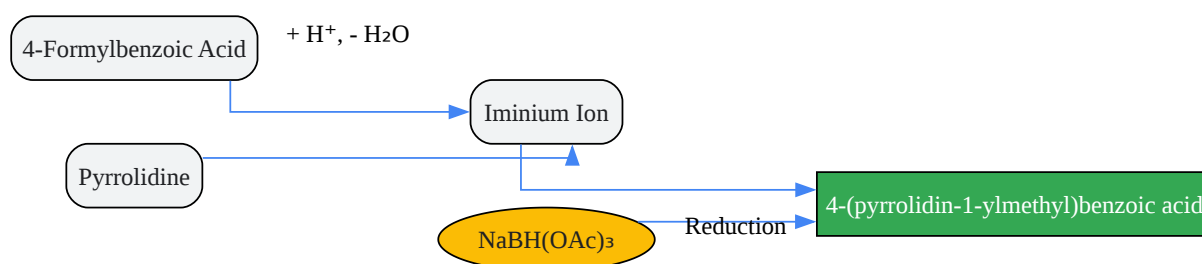 4-Formylbenzoic Acid
+ H⁺, - H₂O
Iminium Ion
Pyrrolidine
4-(pyrrolidin-1-ylmethyl)benzoic acid
Reduction
NaBH(OAc)₃